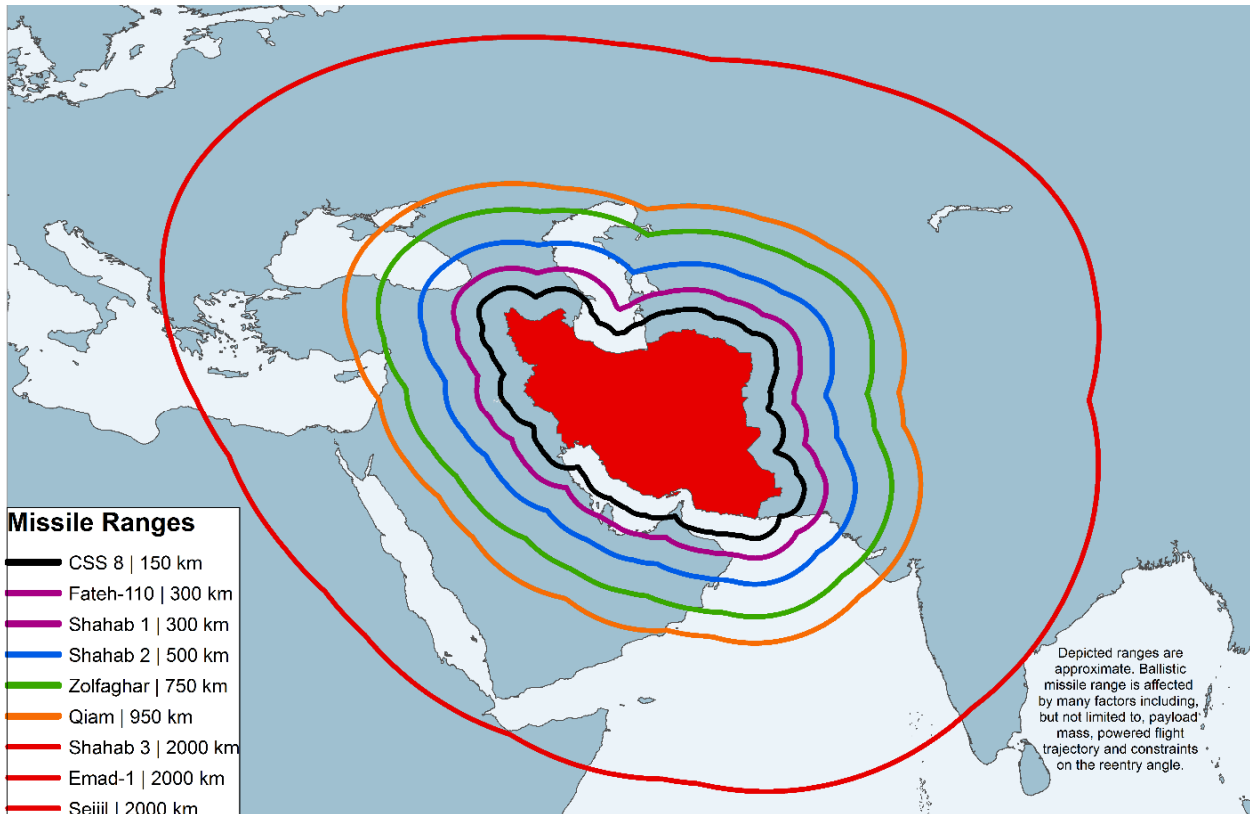 Missile Ranges
CSS 8 | 150 km
Fateh-110 | 300 km
Shahab 1 | 300 km
Shahab 2 | 500 km
Zolfaghar | 750 km
Qiam | 950 km
Shahab 3 | 2000 km
Emad-1 | 2000 km
Sejjil | 2000 km
Depicted ranges are
approximate. Ballistic
missile range is affected
by many factors including,
but not limited to, payload
mass, powered flight
trajectory and constraints
on the reentry angle.